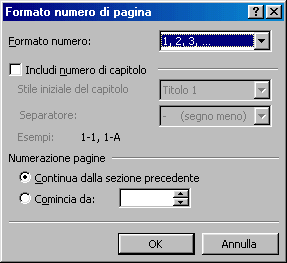 Formato numero di pagina
Formato numero: 1, 2, 3, ...
Includi numero di capitolo
Stile iniziale del capitolo Titolo 1
Separatore: - (segno meno)
Esempi: 1-1, 1-A
Numerazione pagine
Continua dalla sezione precedente
Comincia da:
OK Annulla